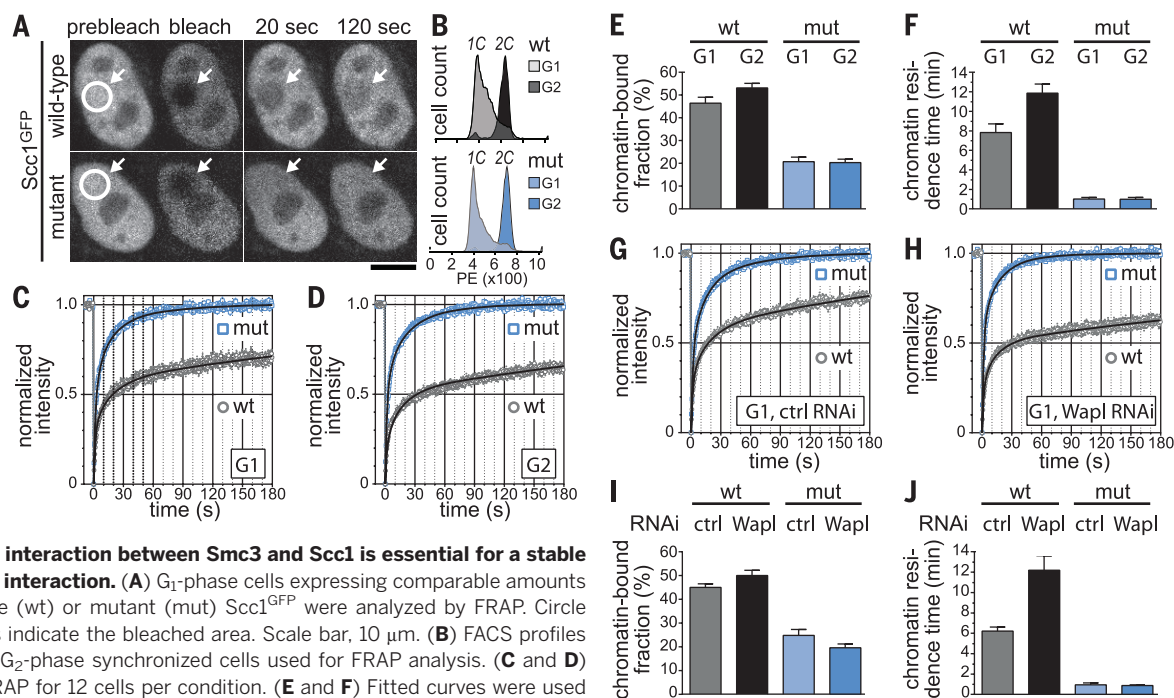 A
prebleach bleach 20 sec 120 sec
Scc1GFP
wild-type
mutant
B
1C 2C
wt
G1
G2
cell count
1C 2C
mut
G1
G2
cell count
0 2 4 6 8 10
PE (x100)
C
normalized intensity
1.0
0.5
0
mut
wt
G1
0 30 60 90 120 150 180
time (s)
D
normalized intensity
1.0
0.5
0
mut
wt
G2
0 30 60 90 120 150 180
time (s)
E
wt mut
G1 G2 G1 G2
chromatin-bound fraction (%)
60
50
40
30
20
10
0
F
wt mut
G1 G2 G1 G2
chromatin resi-dence time (min)
14
12
10
8
6
4
2
0
G
normalized intensity
1.0
0.5
0
mut
wt
G1, ctrl RNAi
0 30 60 90 120 150 180
time (s)
H
normalized intensity
1.0
0.5
0
mut
wt
G1, Wapl RNAi
0 30 60 90 120 150 180
time (s)
I
wt mut
RNAi ctrl Wapl ctrl Wapl
chromatin-bound fraction (%)
60
50
40
30
20
10
0
J
wt mut
RNAi ctrl Wapl ctrl Wapl
chromatin resi-dence time (min)
14
12
10
8
6
4
2
0
interaction between Smc3 and Scc1 is essential for a stable
interaction. (A) G1-phase cells expressing comparable amounts
(wt) or mutant (mut) Scc1GFP were analyzed by FRAP. Circle
indicate the bleached area. Scale bar, 10 μm. (B) FACS profiles
G2-phase synchronized cells used for FRAP analysis. (C and D)
RAP for 12 cells per condition. (E and F) Fitted curves were used